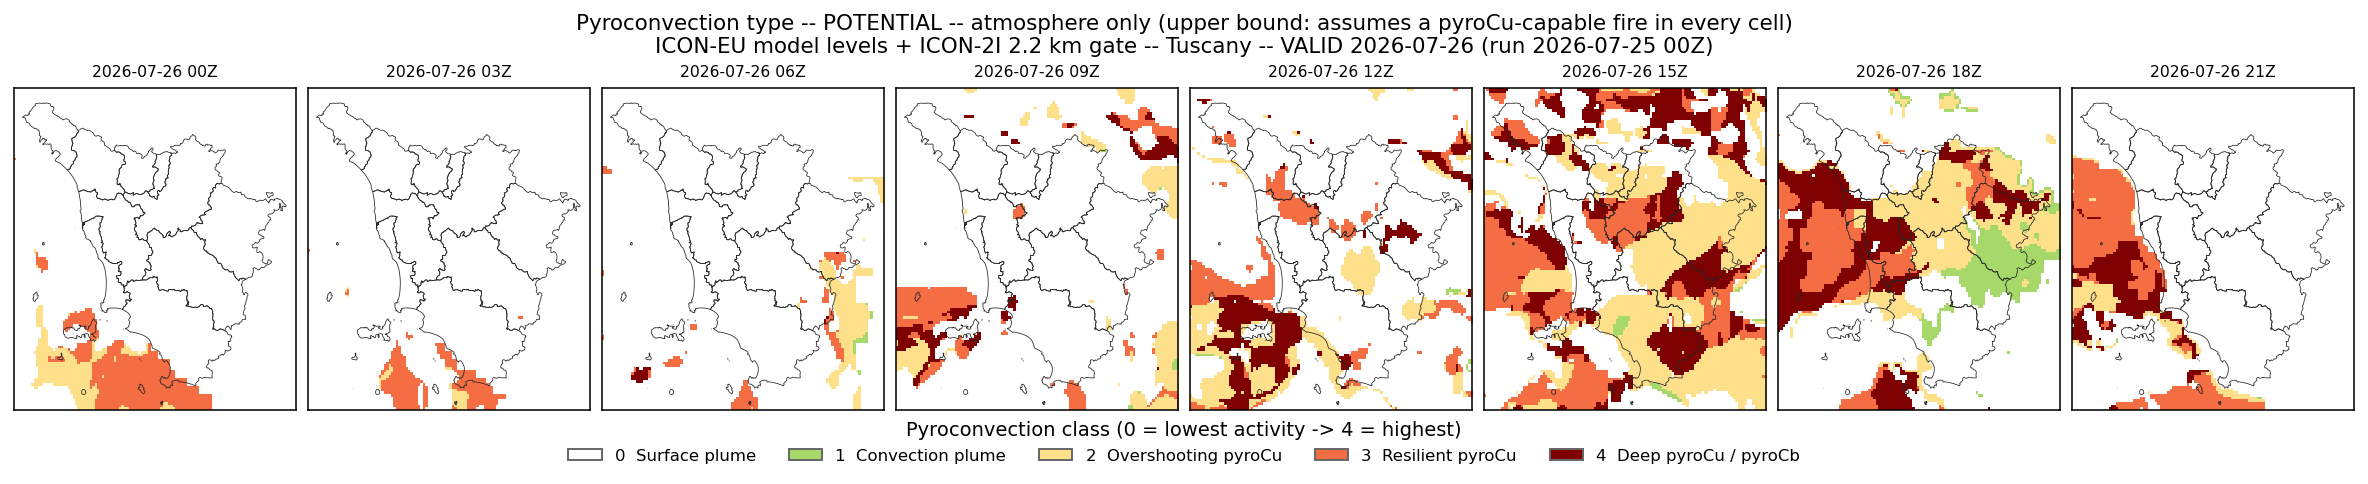 Pyroconvection type -- POTENTIAL -- atmosphere only (upper bound: assumes a pyroCu-capable fire in every cell)
ICON-EU model levels + ICON-2I 2.2 km gate -- Tuscany -- VALID 2026-07-26 (run 2026-07-25 00Z)
2026-07-26 00Z
2026-07-26 03Z
2026-07-26 06Z
2026-07-26 09Z
2026-07-26 12Z
2026-07-26 15Z
2026-07-26 18Z
2026-07-26 21Z
Pyroconvection class (0 = lowest activity -> 4 = highest)
0 Surface plume
1 Convection plume
2 Overshooting pyroCu
3 Resilient pyroCu
4 Deep pyroCu / pyroCb